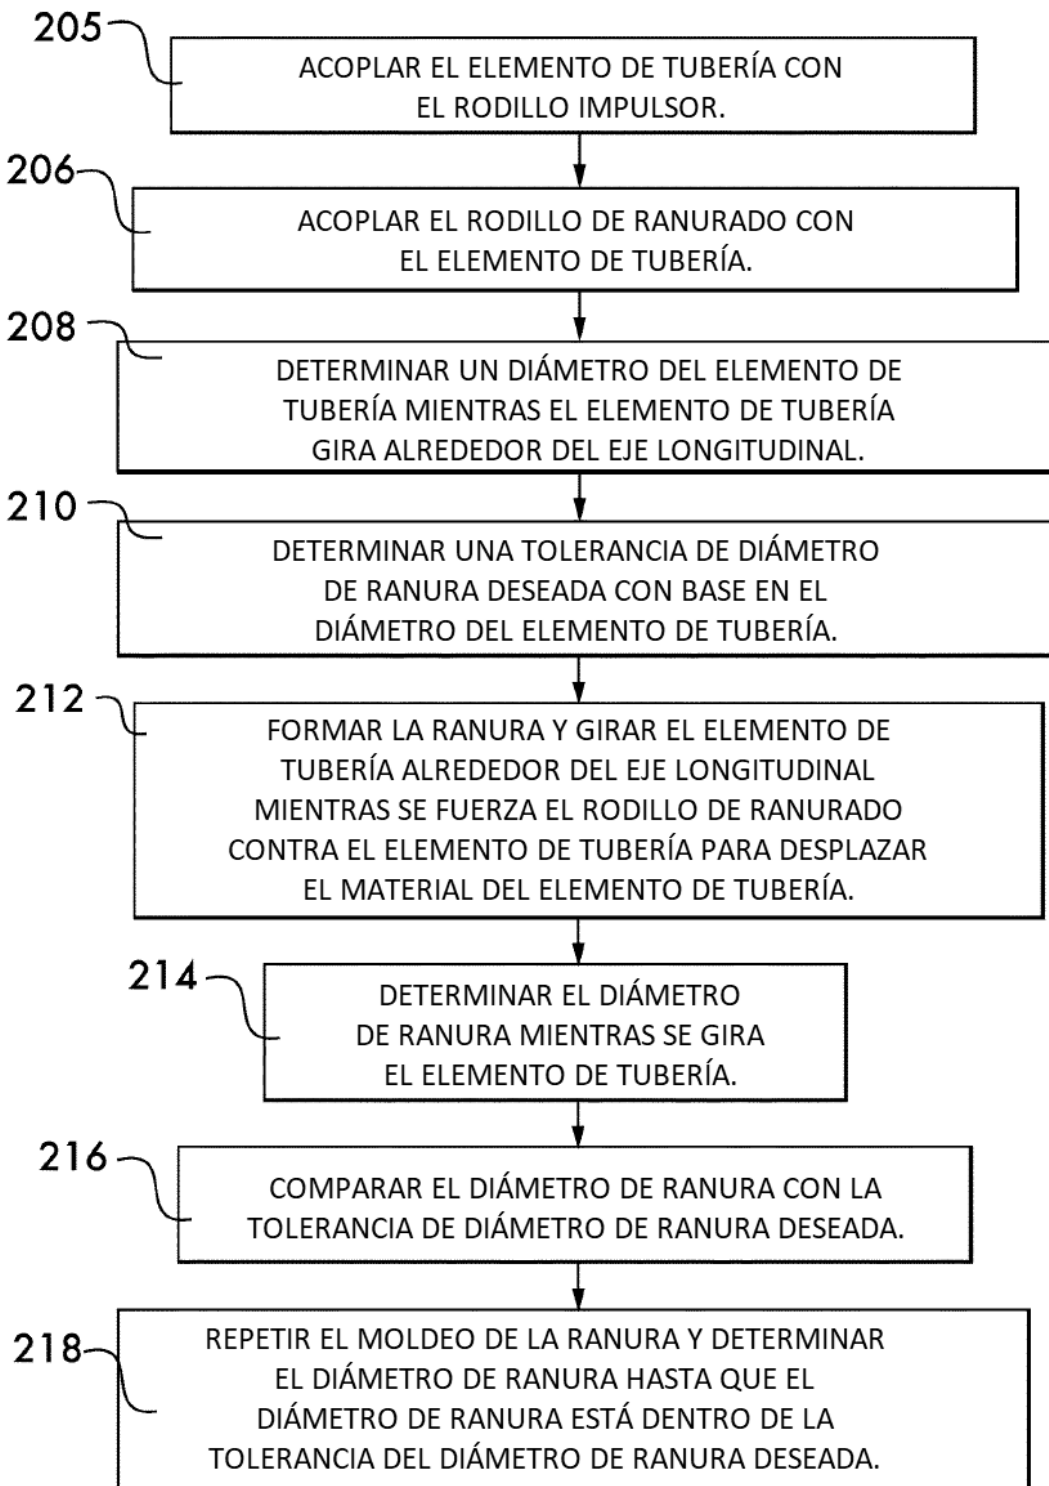 205
ACOPLAR EL ELEMENTO DE TUBERÍA CON
EL RODILLO IMPULSOR.
206
ACOPLAR EL RODILLO DE RANURADO CON
EL ELEMENTO DE TUBERÍA.
208
DETERMINAR UN DIÁMETRO DEL ELEMENTO DE
TUBERÍA MIENTRAS EL ELEMENTO DE TUBERÍA
GIRA ALREDEDOR DEL EJE LONGITUDINAL.
210
DETERMINAR UNA TOLERANCIA DE DIÁMETRO
DE RANURA DESEADA CON BASE EN EL
DIÁMETRO DEL ELEMENTO DE TUBERÍA.
212
FORMAR LA RANURA Y GIRAR EL ELEMENTO DE
TUBERÍA ALREDEDOR DEL EJE LONGITUDINAL
MIENTRAS SE FUERZA EL RODILLO DE RANURADO
CONTRA EL ELEMENTO DE TUBERÍA PARA DESPLAZAR
EL MATERIAL DEL ELEMENTO DE TUBERÍA.
214
DETERMINAR EL DIÁMETRO
DE RANURA MIENTRAS SE GIRA
EL ELEMENTO DE TUBERÍA.
216
COMPARAR EL DIÁMETRO DE RANURA CON LA
TOLERANCIA DE DIÁMETRO DE RANURA DESEADA.
218
REPETIR EL MOLDEO DE LA RANURA Y DETERMINAR
EL DIÁMETRO DE RANURA HASTA QUE EL
DIÁMETRO DE RANURA ESTÁ DENTRO DE LA
TOLERANCIA DEL DIÁMETRO DE RANURA DESEADA.